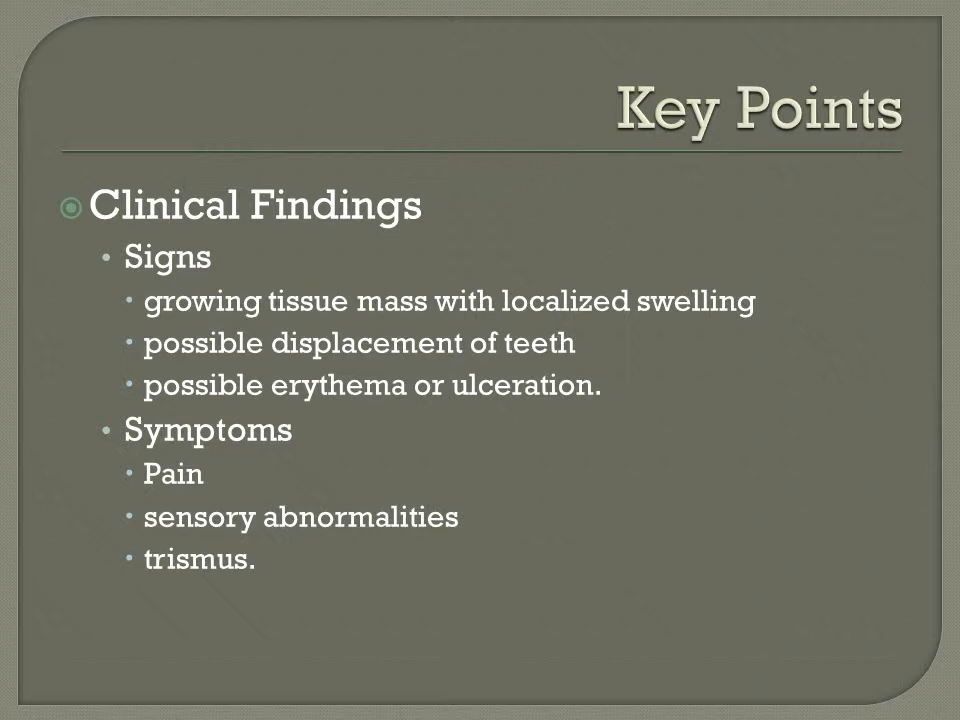 Key Points
Clinical Findings
• Signs
growing tissue mass with localized swelling
possible displacement of teeth
possible erythema or ulceration.
• Symptoms
Pain
sensory abnormalities
trismus.